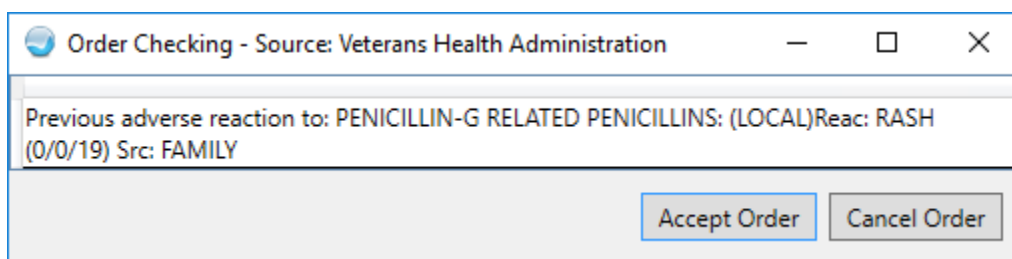 Order Checking - Source: Veterans Health Administration
Previous adverse reaction to: PENICILLIN-G RELATED PENICILLINS: (LOCAL)Reac: RASH
(0/0/19) Src: FAMILY
Accept Order Cancel Order